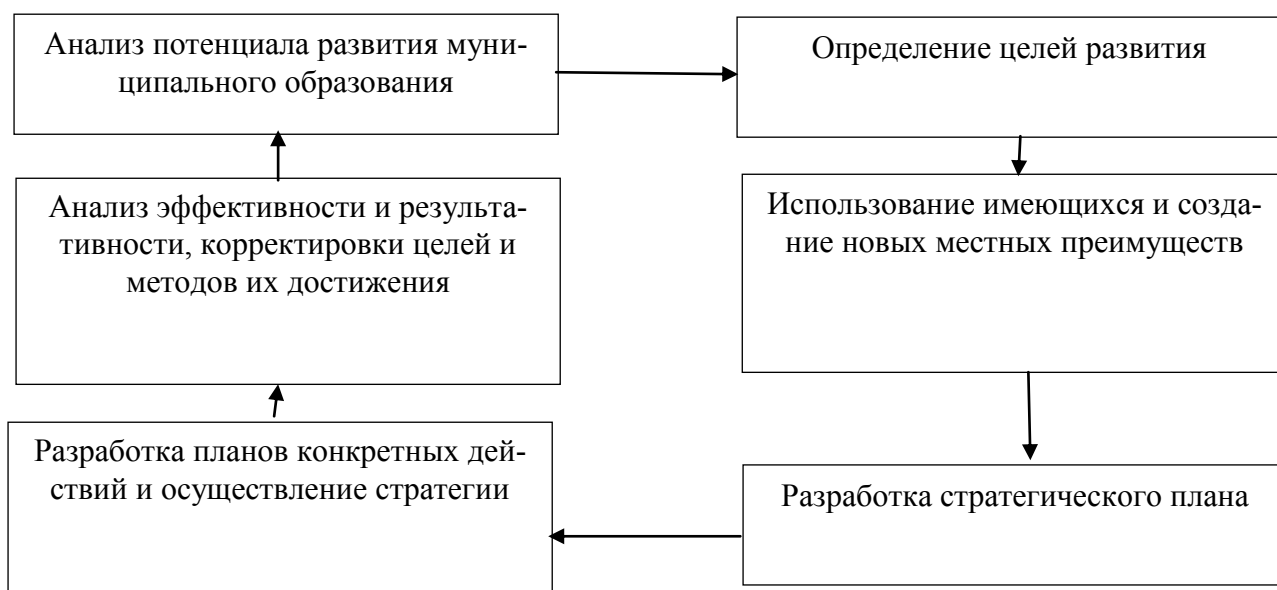 Анализ потенциала развития муни-
ципального образования
Определение целей развития
Анализ эффективности и результа-
тивности, корректировки целей и
методов их достижения
Использование имеющихся и созда-
ние новых местных преимуществ
Разработка планов конкретных дей-
ствий и осуществление стратегии
Разработка стратегического плана